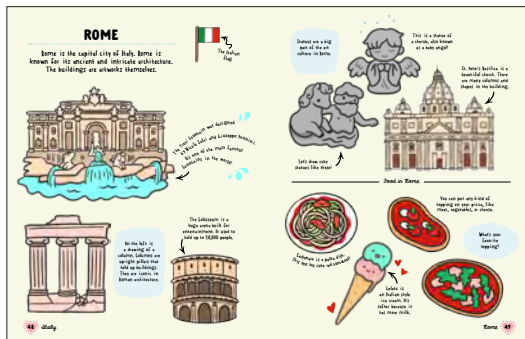 ROME
Rome is the capital city of Italy. Rome is
known for its ancient and intricate architecture.
The buildings are artworks themselves.
The Italian
flag
The Trevi Fountain was designed
by Nicola Salvi and Giuseppe Pannini.
It's one of the most famous
fountains in the world!
On the left
is a drawing of a
column. Columns are
upright pillars that
hold up buildings.
They are iconic in
Roman architecture.
The Colosseum is a
huge arena built for
entertainment. It used to
hold up to 50,000 people.
48 Italy
Statues are a big
part of the art
culture in Rome.
This is a statue of
a cherub, also known
as a baby angel!
St. Peter's Basilica is a
beautiful church. There
are many columns and
shapes in the building.
Let's draw cute
statues like these!
Food in Rome
is a pasta dish.
This one has
You can put any kind of
topping on your pizza, like
meat, vegetables, or cheese.
What's your
favorite
topping?
Gelato is
an Italian style
ice cream. It's
softer because it
has more milk.
Rome 49